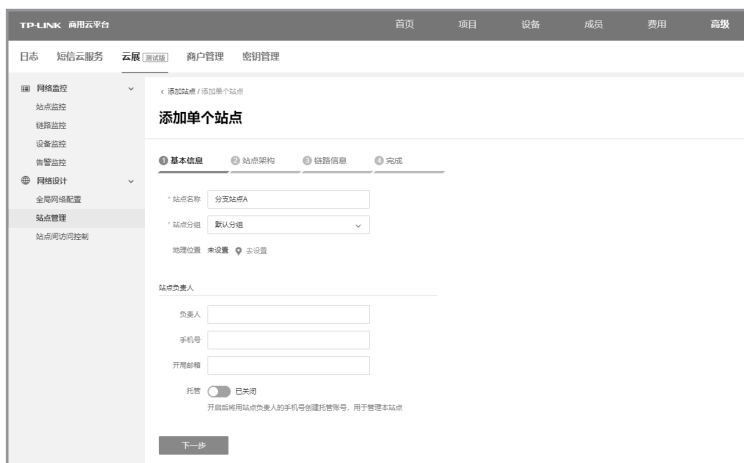 TP-LINK 商用云平台 首页 项目 设备 成员 费用 高级
日志 短信云服务 云展 测试版 商户管理 密钥管理
网络监控
站点监控
链路监控
设备监控
告警监控
网络设计
全局网络配置
站点管理
站点间访问控制
< 添加站点 / 添加单个站点
添加单个站点
1 基本信息 2 站点架构 3 链路信息 4 完成
* 站点名称 分支站点A
* 站点分组 默认分组
地理位置 未设置 去设置
站点负责人
负责人
手机号
开局邮箱
托管 已关闭
开启后将用站点负责人的手机号创建托管账号，用于管理本站点
下一步